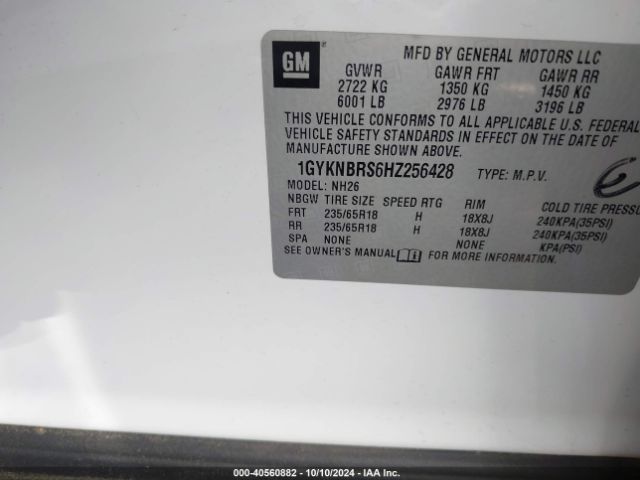 GM
MFD BY GENERAL MOTORS LLC
GVWR GAWR FRT GAWR RR
2722 KG 1350 KG 1450 KG
6001 LB 2976 LB 3196 LB
THIS VEHICLE CONFORMS TO ALL APPLICABLE U.S. FEDERAL
VEHICLE SAFETY STANDARDS IN EFFECT ON THE DATE OF
MANUFACTURE SHOWN ABOVE.
1GYKNBRS6HZ256428 TYPE: M.P.V.
MODEL: NH26
NBGW TIRE SIZE SPEED RTG RIM COLD TIRE PRESSU
FRT 235/65R18 H 18X8J 240KPA(35PSI)
RR 235/65R18 H 18X8J 240KPA(35PSI)
SPA NONE NONE KPA(PSI)
SEE OWNER'S MANUAL FOR MORE INFORMATION.
000-40560882 - 10/10/2024 - IAA Inc.